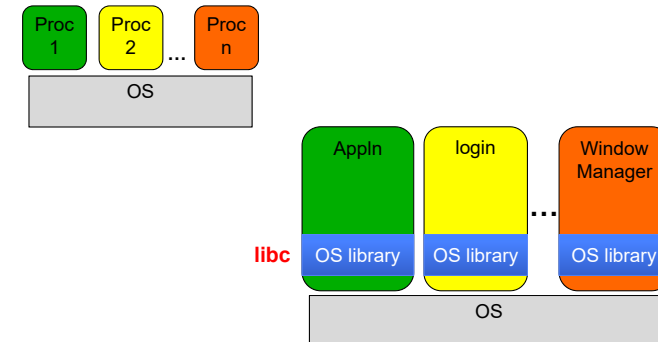 Proc
1
Proc
2
...
Proc
n
OS
Appln
login
...
Window
Manager
libc
OS library
OS library
OS library
OS